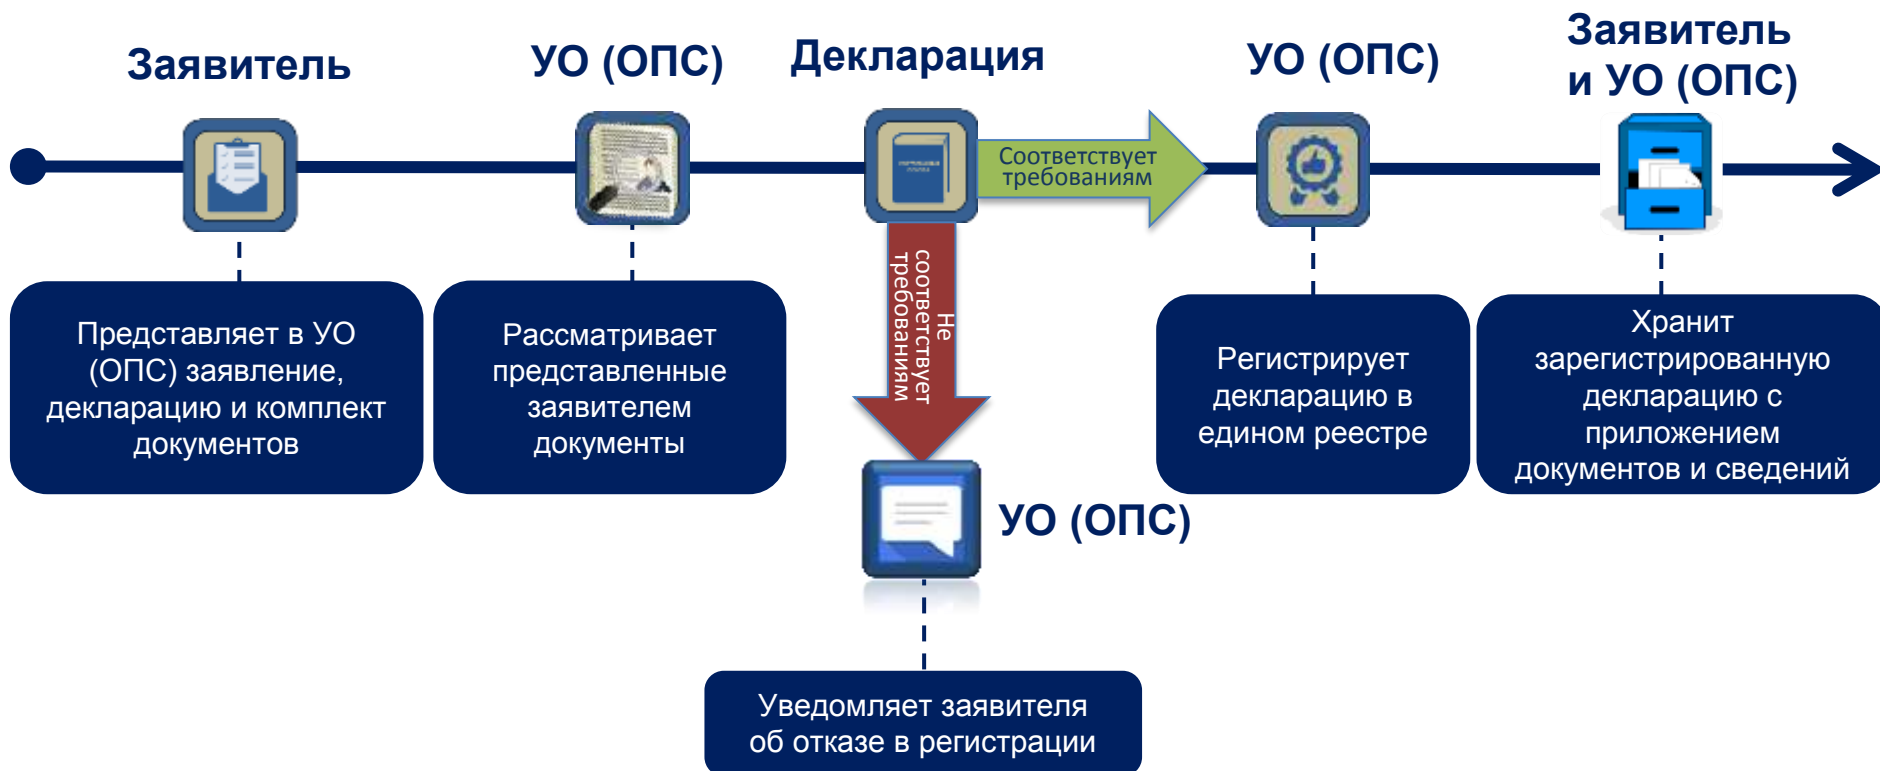 Заявитель
УО (ОПС)
Декларация
УО (ОПС)
Заявитель
и УО (ОПС)
Соответствует
требованиям
Не
соответствует
требованиям
Представляет в УО
(ОПС) заявление,
декларацию и комплект
документов
Рассматривает
представленные
заявителем
документы
Регистрирует
декларацию в
едином реестре
Хранит
зарегистрированную
декларацию с
приложением
документов и сведений
УО (ОПС)
Уведомляет заявителя
об отказе в регистрации